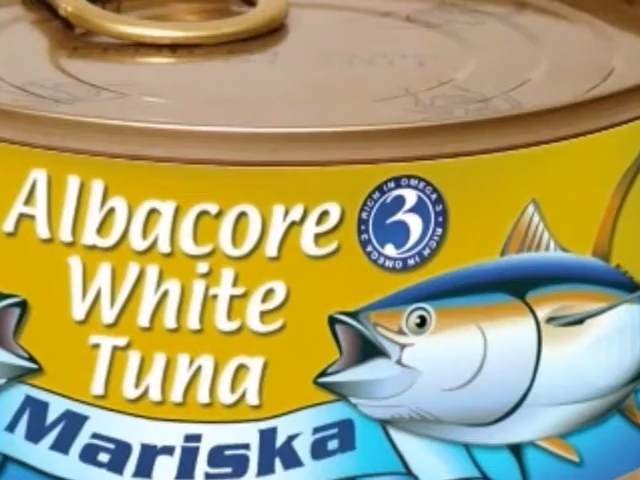 Albacore
White
Tuna
3
RICH IN OMEGA 3 • RICH IN OMEGA 3 •
Mariska